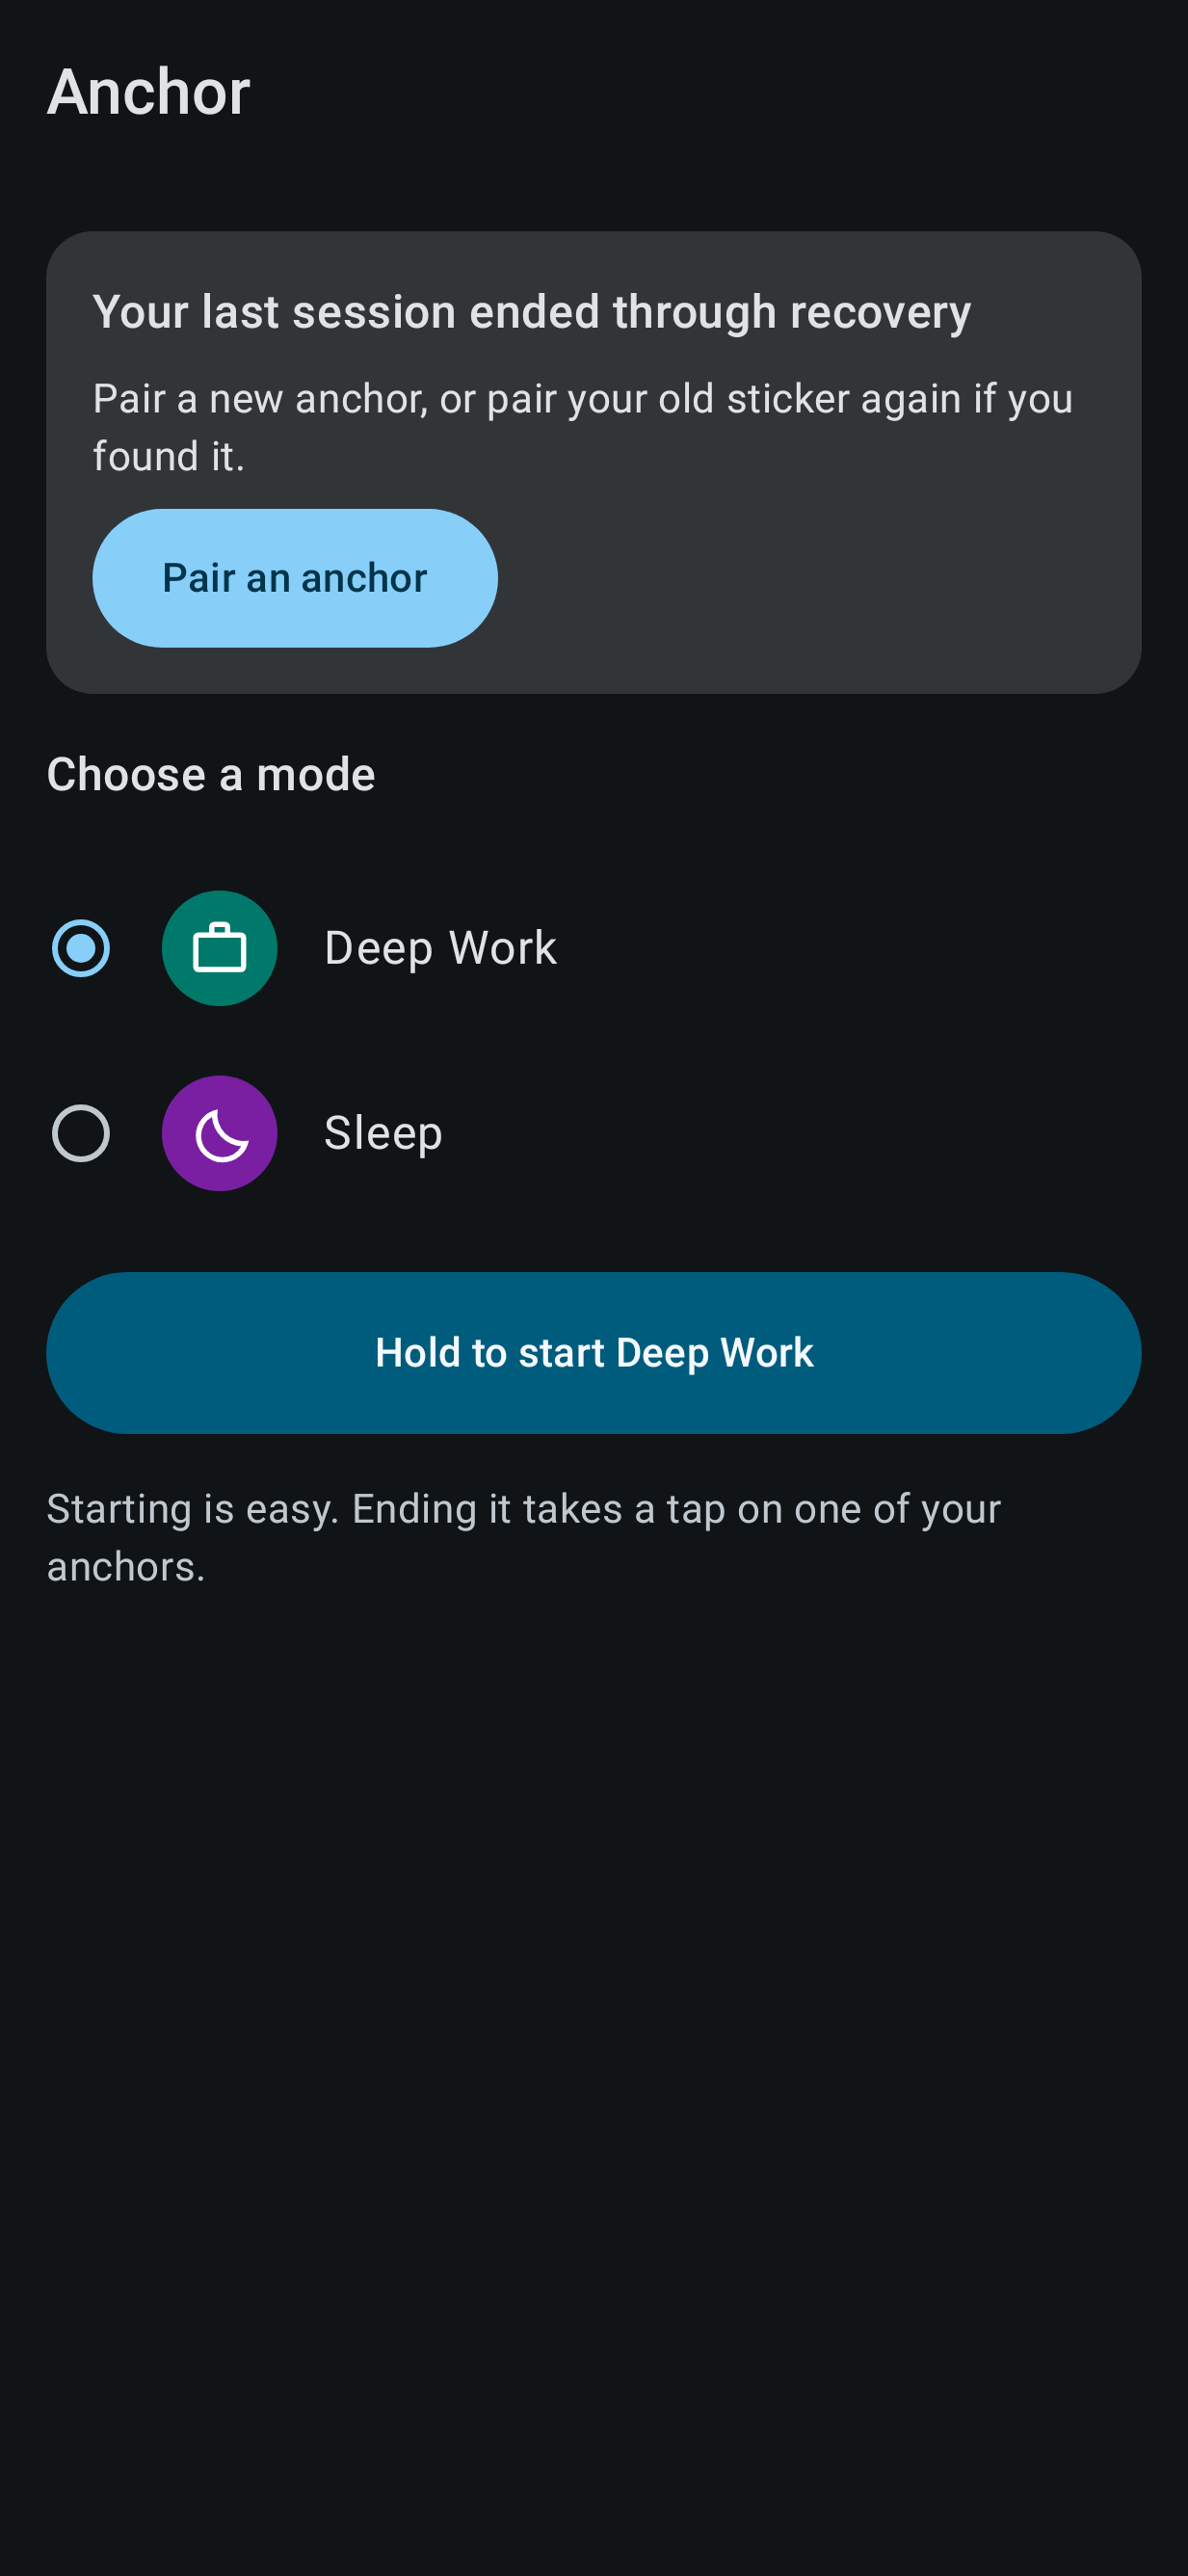 Anchor
Your last session ended through recovery
Pair a new anchor, or pair your old sticker again if you
found it.
Pair an anchor
Choose a mode
Deep Work
Sleep
Hold to start Deep Work
Starting is easy. Ending it takes a tap on one of your
anchors.